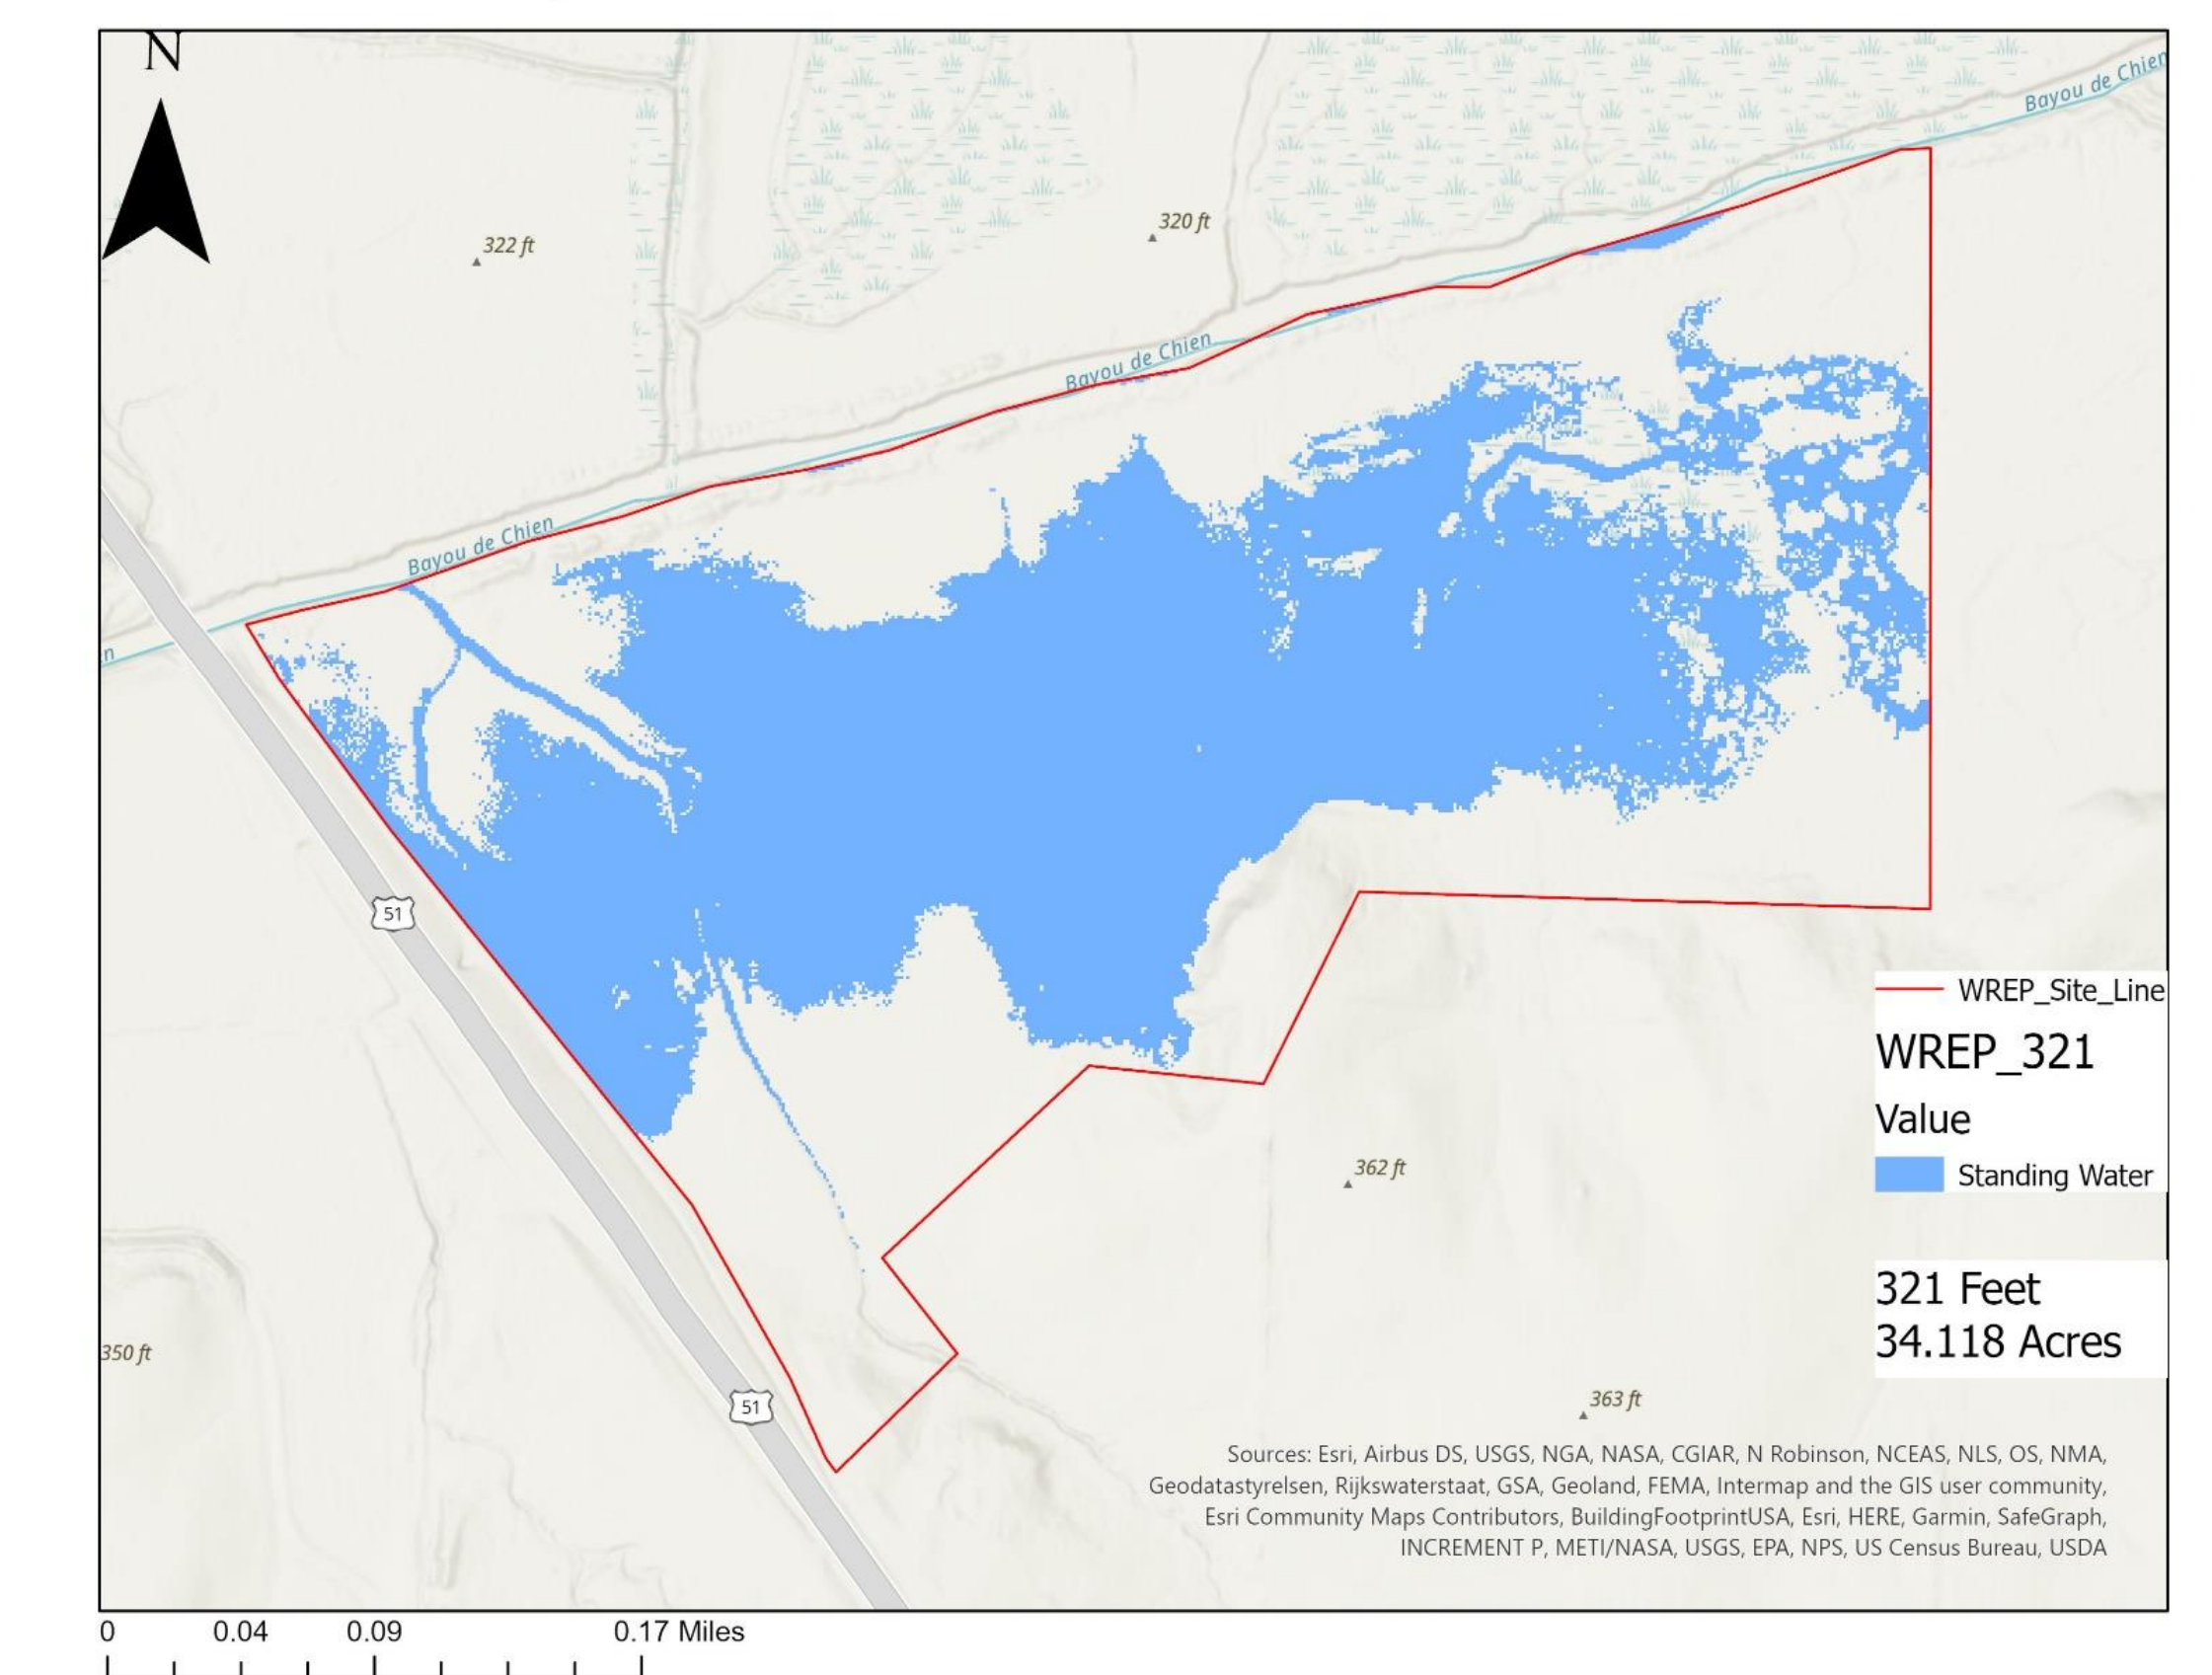 N
Bayou de Chien
320 ft
322 ft
Bayou de Chien
Bayou de Chien
n
51
WREP_Site_Line
WREP_321
Value
Standing Water
362 ft
321 Feet
34.118 Acres
350 ft
51
363 ft
Sources: Esri, Airbus DS, USGS, NGA, NASA, CGIAR, N Robinson, NCEAS, NLS, OS, NMA,
Geodatastyrelsen, Rijkswaterstaat, GSA, Geoland, FEMA, Intermap and the GIS user community,
Esri Community Maps Contributors, BuildingFootprintUSA, Esri, HERE, Garmin, SafeGraph,
INCREMENT P, METI/NASA, USGS, EPA, NPS, US Census Bureau, USDA
0 0.04 0.09 0.17 Miles